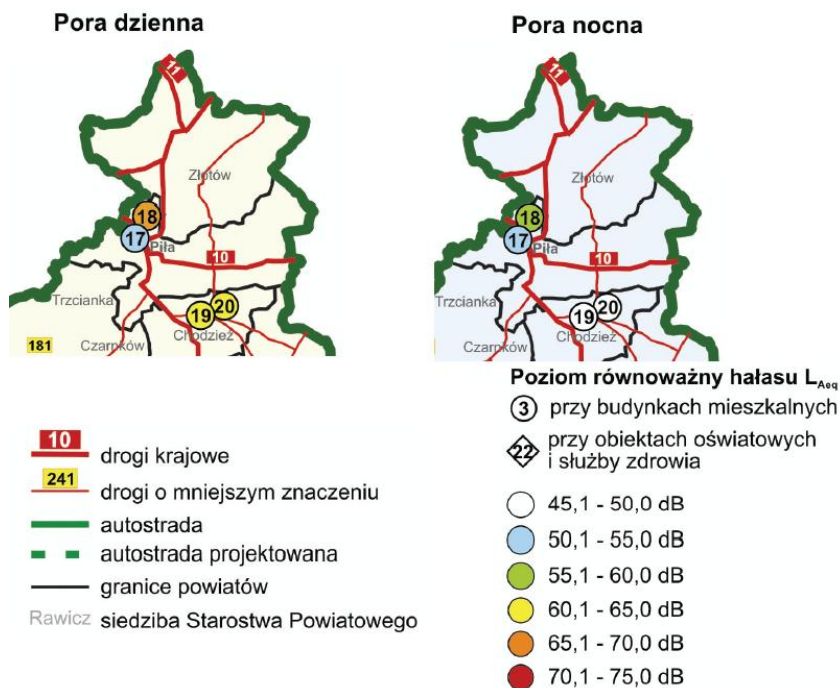 Pora dzienna
11
Złotów
18
17
Piła
10
Trzcianka
20
19
Chodzież
181
Czarnków
Pora nocna
11
Złotów
18
17
Piła
10
Trzcianka
20
19
Chodzież
Czarnków
10
drogi krajowe
241
drogi o mniejszym znaczeniu
autostrada
autostrada projektowana
granice powiatów
Rawicz siedziba Starostwa Powiatowego
Poziom równoważny hałasu LAeq
3 przy budynkach mieszkalnych
22 przy obiektach oświatowych
i służby zdrowia
45,1 - 50,0 dB
50,1 - 55,0 dB
55,1 - 60,0 dB
60,1 - 65,0 dB
65,1 - 70,0 dB
70,1 - 75,0 dB